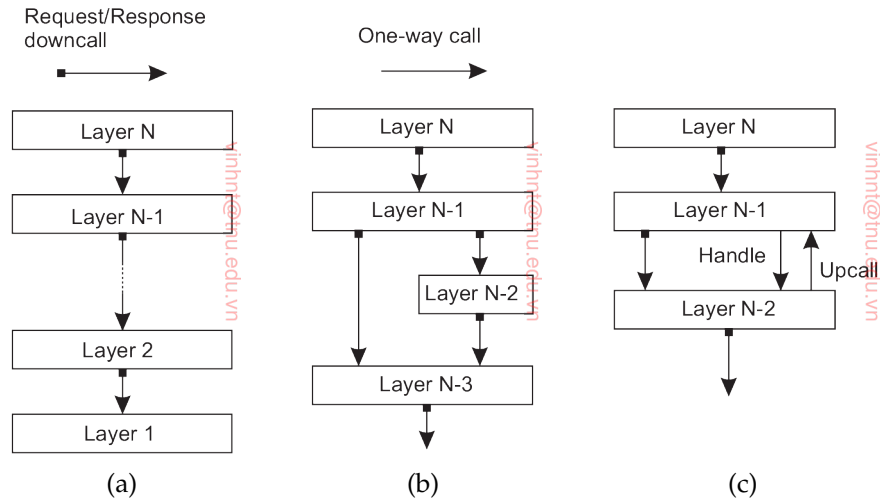 Request/Response
downcall
One-way call
Layer N
Layer N-1
Layer 2
Layer 1
(a)
Layer N
Layer N-1
Layer N-2
Layer N-3
(b)
Layer N
Layer N-1
Handle
Upcall
Layer N-2
(c)
vinhnt@tnu.edu.vn
vinhnt@tnu.edu.vn
vinhnt@tnu.edu.vn